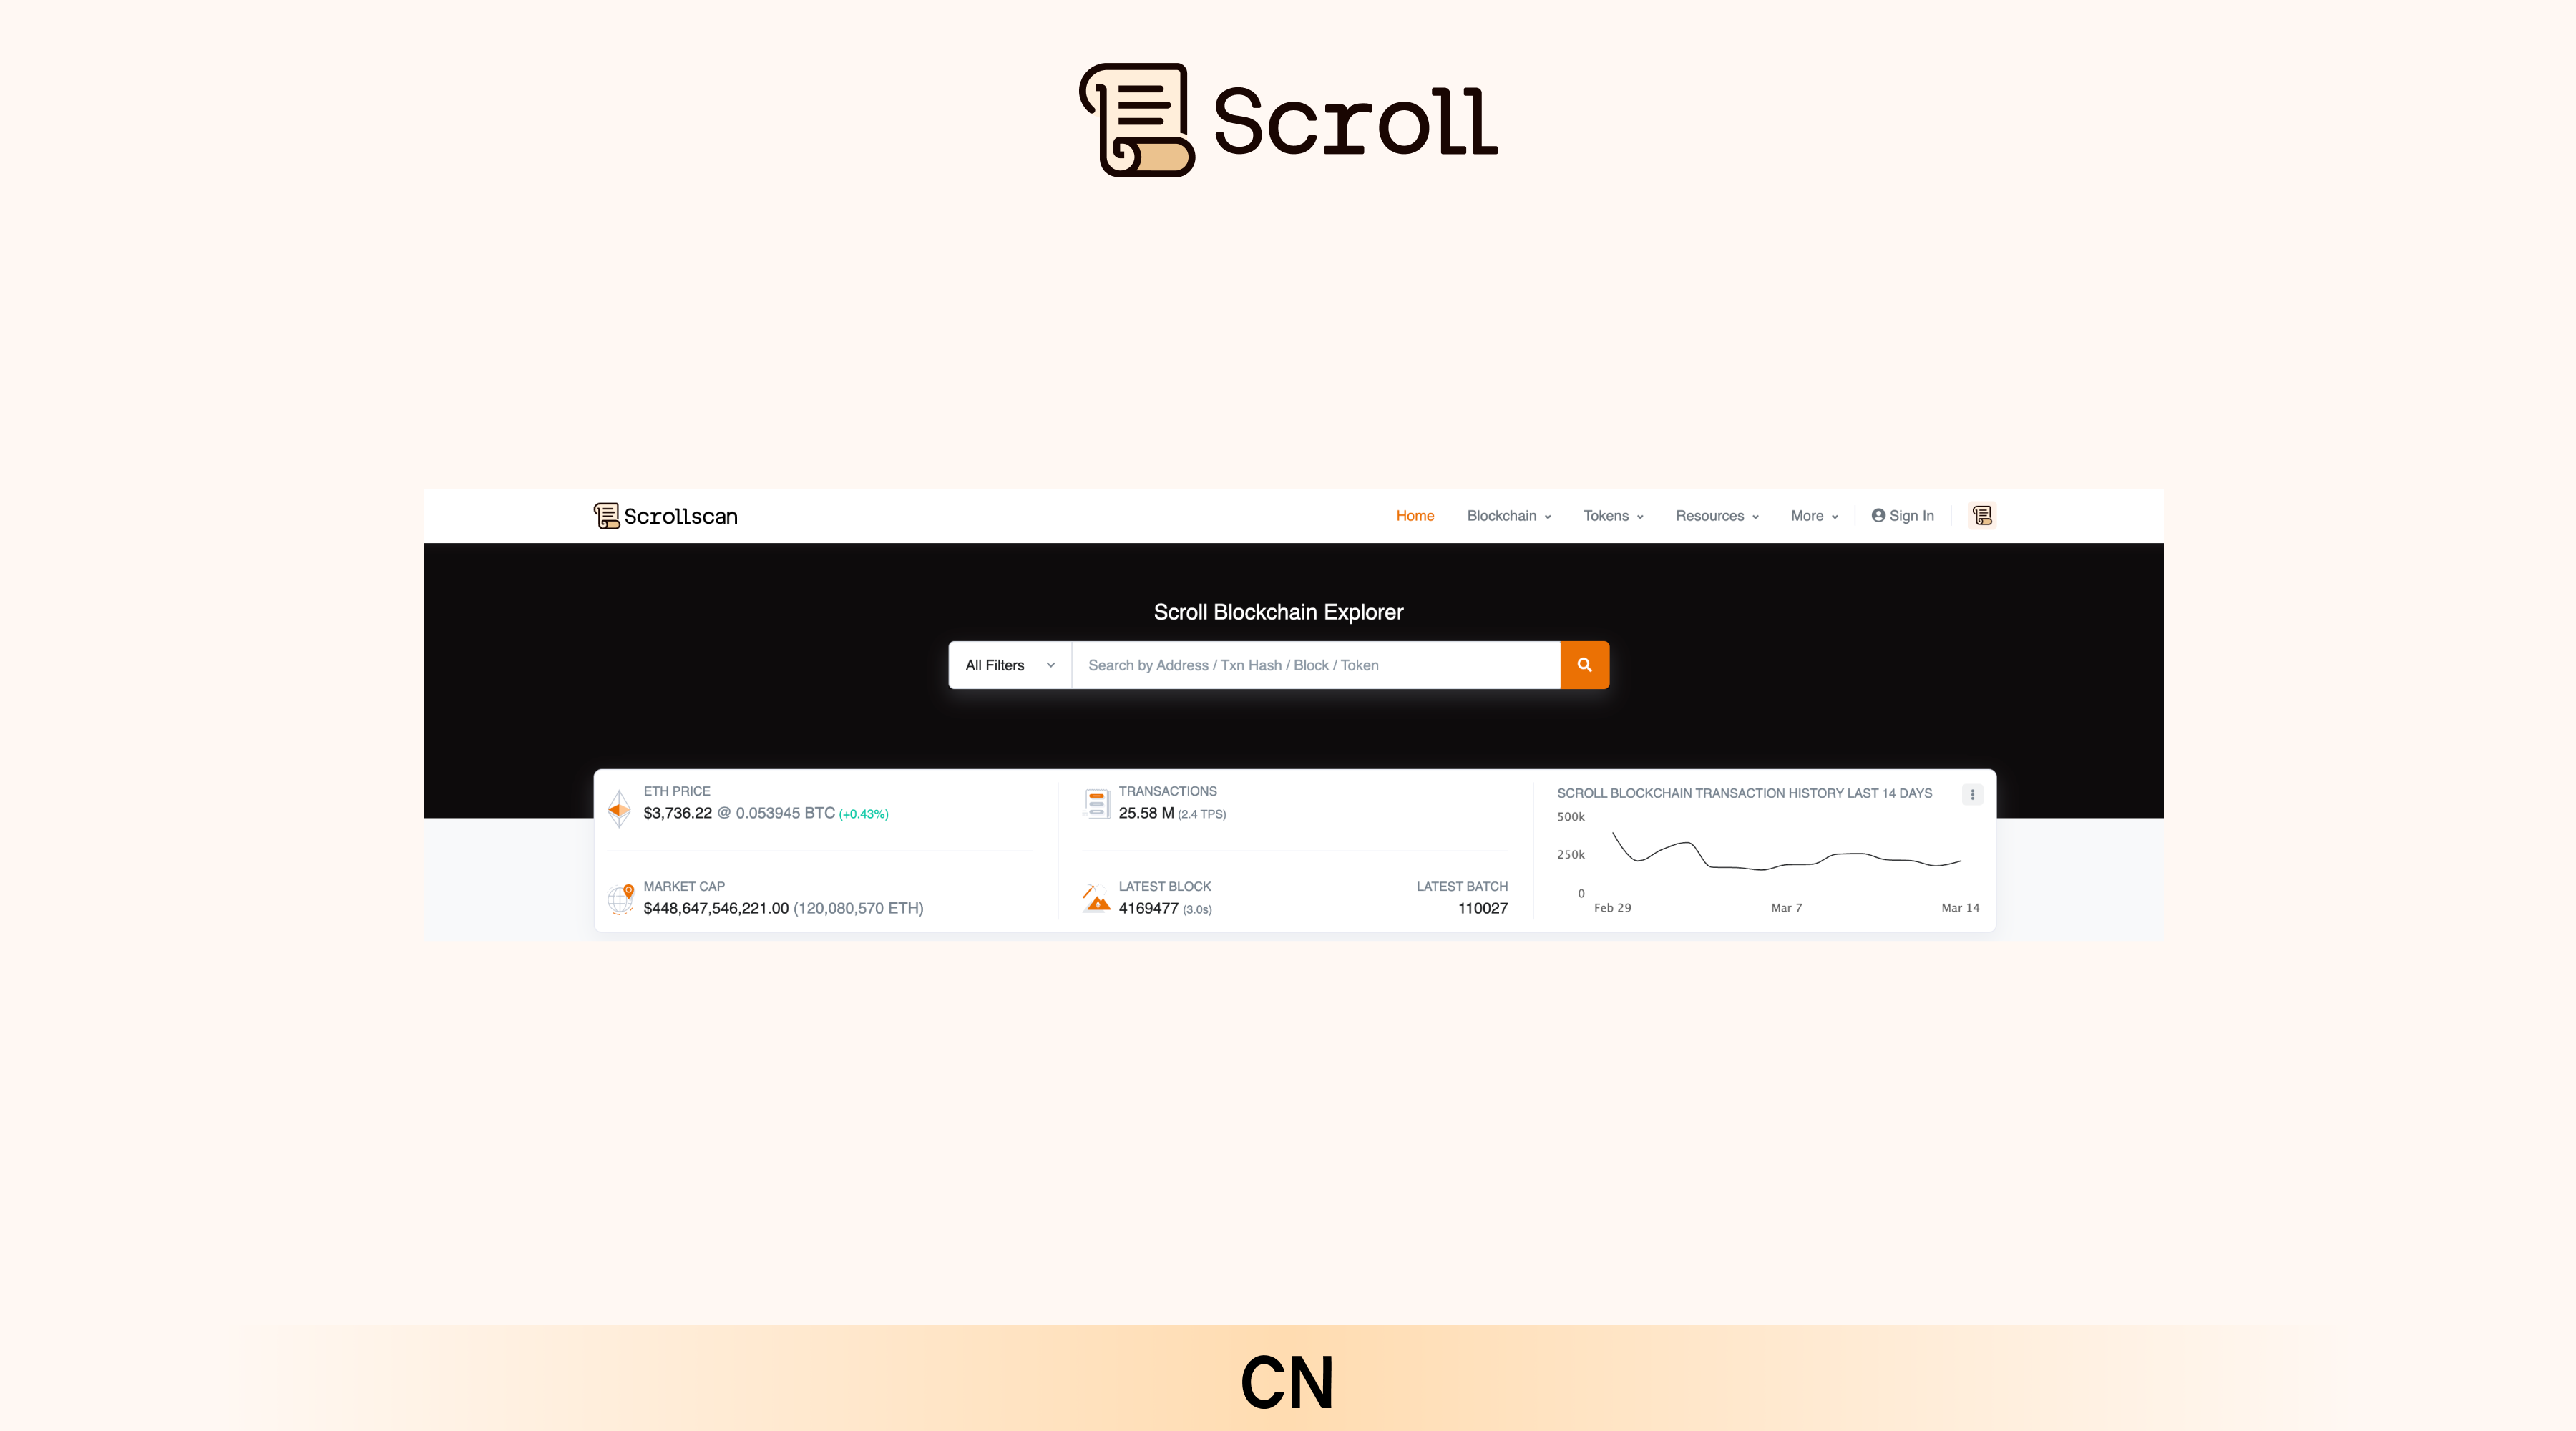 Scroll
Scrollscan
Home Blockchain Tokens Resources More Sign In
Scroll Blockchain Explorer
All Filters Search by Address / Txn Hash / Block / Token
ETH PRICE
$3,736.22 @ 0.053945 BTC (+0.43%)
MARKET CAP
$448,647,546,221.00 (120,080,570 ETH)
TRANSACTIONS
25.58 M (2.4 TPS)
LATEST BLOCK
4169477 (3.0s)
LATEST BATCH
110027
SCROLL BLOCKCHAIN TRANSACTION HISTORY LAST 14 DAYS
500k
250k
0
Feb 29 Mar 7 Mar 14
CN